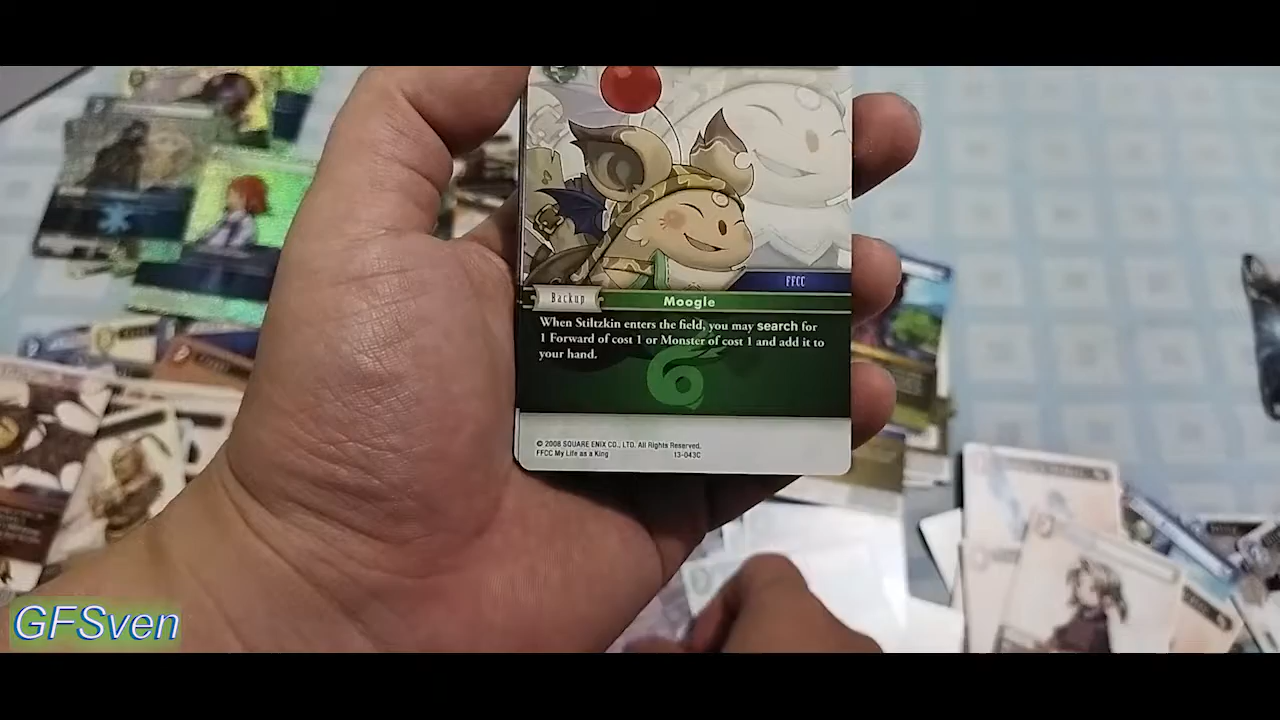 FFCC
Backup
Moogle
When Stiltzkin enters the field, you may search for
1 Forward of cost 1 or Monster of cost 1 and add it to
your hand.
© 2008 SQUARE ENIX CO., LTD. All Rights Reserved.
FFCC My Life as a King 13-043C
GFSven